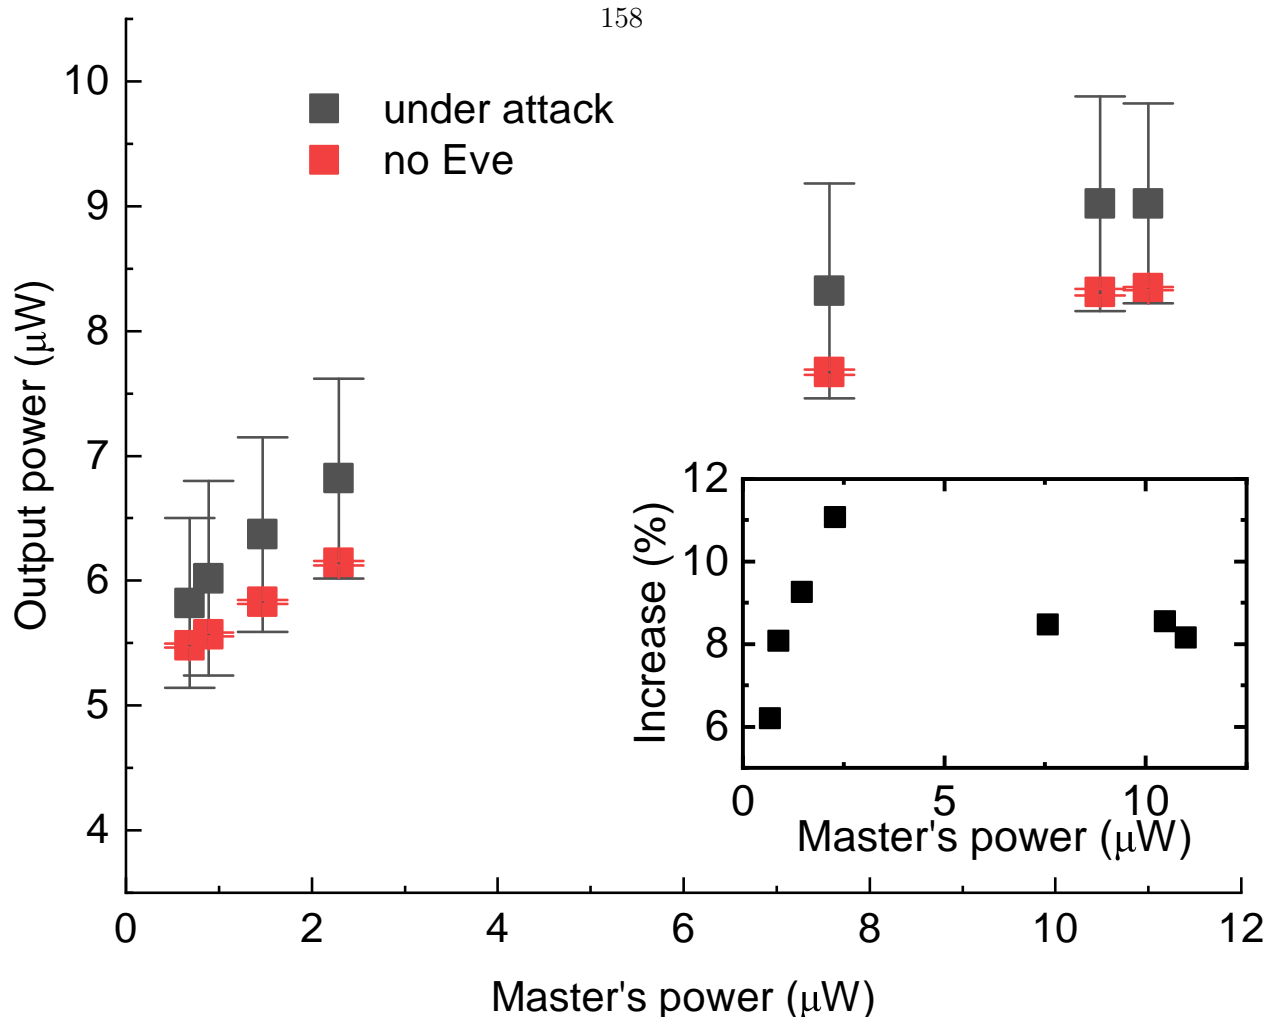 158
10
9
8
7
6
5
4
Output power (μW)
under attack
no Eve
12
10
8
6
Increase (%)
0 5 10
Master's power (μW)
0 2 4 6 8 10 12
Master's power (μW)